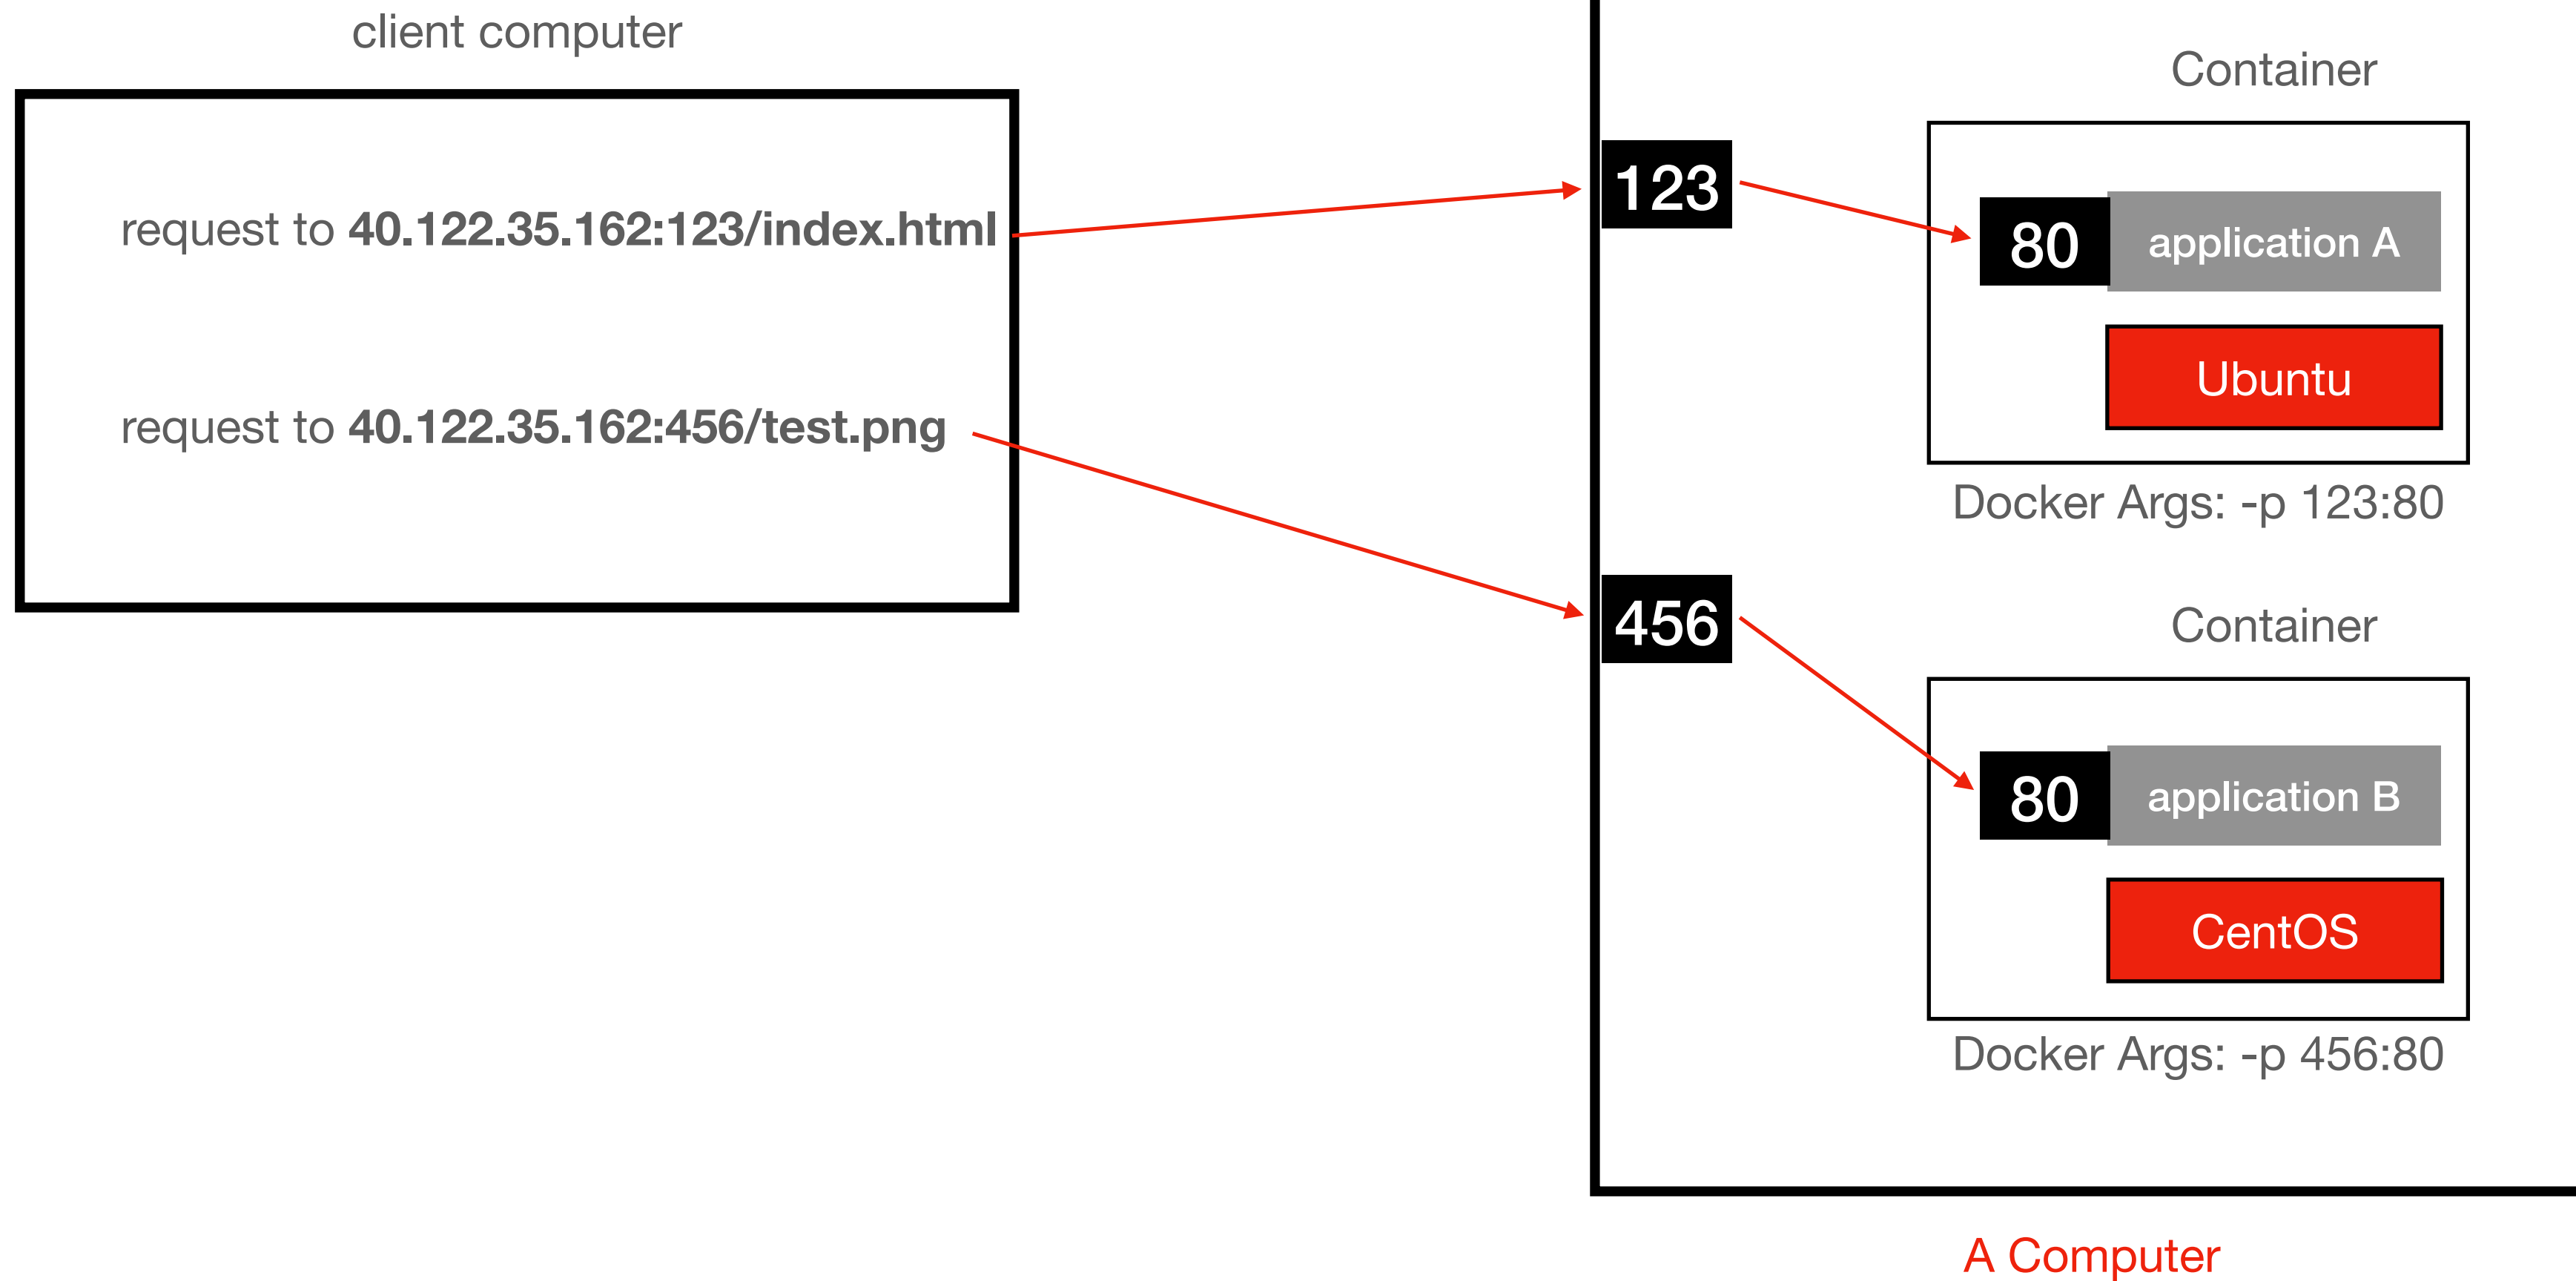 client computer
request to 40.122.35.162:123/index.html
request to 40.122.35.162:456/test.png
123
456
Container
80
application A
Ubuntu
Docker Args: -p 123:80
Container
80
application B
CentOS
Docker Args: -p 456:80
A Computer